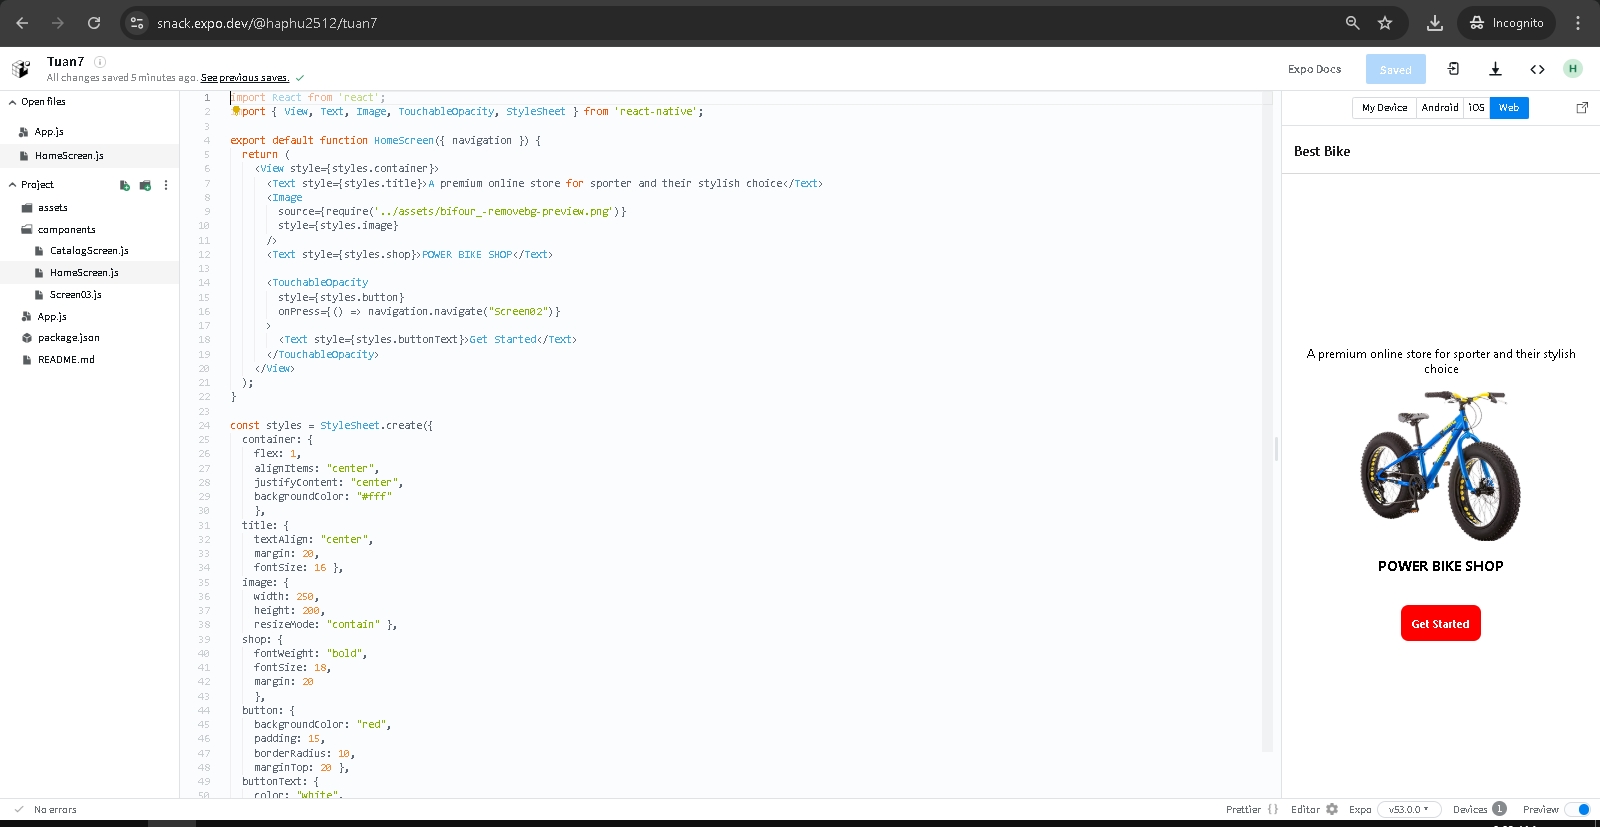 snack.expo.dev/@haphu2512/tuan7
Incognito
Tuan7
All changes saved 5 minutes ago. See previous saves.
Expo Docs
Saved
H
Open files
App.js
HomeScreen.js
Project
assets
components
CatalogScreen.js
HomeScreen.js
Screen03.js
App.js
package.json
README.md
1 import React from 'react';
2 import { View, Text, Image, TouchableOpacity, StyleSheet } from 'react-native';
3
4 export default function HomeScreen({ navigation }) {
5 return (
6 <View style={styles.container}>
7 <Text style={styles.title}>A premium online store for sporter and their stylish choice</Text>
8 <Image
9 source={require('../assets/bifour_-removebg-preview.png')}
10 style={styles.image}
11 />
12 <Text style={styles.shop}>POWER BIKE SHOP</Text>
13
14 <TouchableOpacity
15 style={styles.button}
16 onPress={() => navigation.navigate("Screen02")}
17 >
18 <Text style={styles.buttonText}>Get Started</Text>
19 </TouchableOpacity>
20 </View>
21 );
22 }
23
24 const styles = StyleSheet.create({
25 container: {
26 flex: 1,
27 alignItems: "center",
28 justifyContent: "center",
29 backgroundColor: "#fff"
30 },
31 title: {
32 textAlign: "center",
33 margin: 20,
34 fontSize: 16 },
35 image: {
36 width: 250,
37 height: 200,
38 resizeMode: "contain" },
39 shop: {
40 fontWeight: "bold",
41 fontSize: 18,
42 margin: 20
43 },
44 button: {
45 backgroundColor: "red",
46 padding: 15,
47 borderRadius: 10,
48 marginTop: 20 },
49 buttonText: {
50 color: "white",
My Device Android iOS Web
Best Bike
A premium online store for sporter and their stylish
choice
POWER BIKE SHOP
Get Started
No errors
Prettier {} Editor Expo v53.0.0 Devices 1 Preview